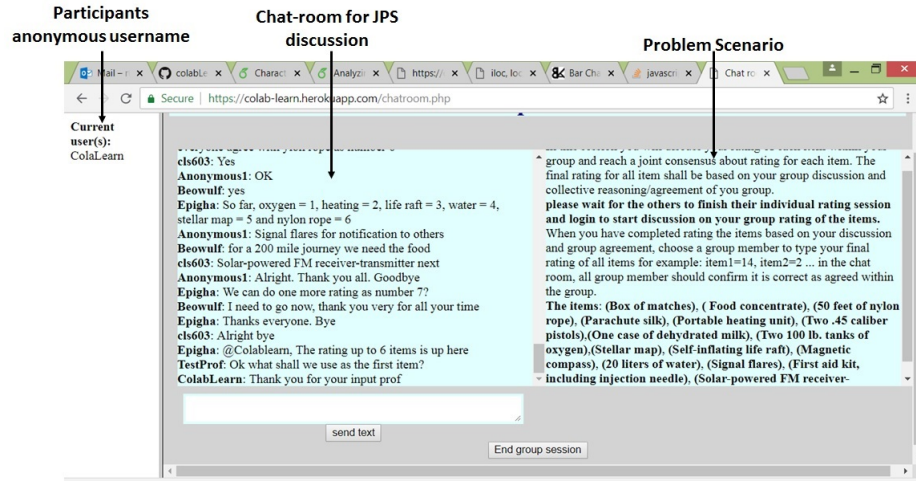 Participants
anonymous username
Chat-room for JPS
discussion
Problem Scenario
Mail – r
colabLe
Charact
Analyzin
https://
iloc, loc
Bar Cha
javascri
Chat ro
Secure | https://colab-learn.herokuapp.com/chatroom.php
Current
user(s):
ColaLearn
cls603: Yes
Anonymous1: OK
Beowulf: yes
Epigha: So far, oxygen = 1, heating = 2, life raft = 3, water = 4,
stellar map = 5 and nylon rope = 6
Anonymous1: Signal flares for notification to others
Beowulf: for a 200 mile journey we need the food
cls603: Solar-powered FM receiver-transmitter next
Anonymous1: Alright. Thank you all. Goodbye
Epigha: We can do one more rating as number 7?
Beowulf: I need to go now, thank you very for all your time
Epigha: Thanks everyone. Bye
cls603: Alright bye
Epigha: @Colablearn, The rating up to 6 items is up here
TestProf: Ok what shall we use as the first item?
ColabLearn: Thank you for your input prof
send text
group and reach a joint consensus about rating for each item. The
final rating for all item shall be based on your group discussion and
collective reasoning/agreement of you group.
please wait for the others to finish their individual rating session
and login to start discussion on your group rating of the items.
When you have completed rating the items based on your discussion
and group agreement, choose a group member to type your final
rating of all items for example: item1=14, item2=2 ... in the chat
room, all group member should confirm it is correct as agreed within
the group.
The items: (Box of matches), ( Food concentrate), (50 feet of nylon
rope), (Parachute silk), (Portable heating unit), (Two .45 caliber
pistols),(One case of dehydrated milk), (Two 100 lb. tanks of
oxygen),(Stellar map), (Self-inflating life raft), (Magnetic
compass), (20 liters of water), (Signal flares), (First aid kit,
including injection needle), (Solar-powered FM receiver-
End group session